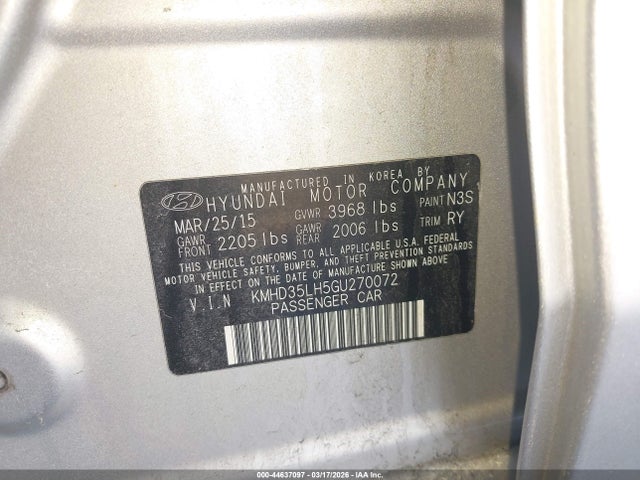 MANUFACTURED IN KOREA BY
HYUNDAI MOTOR COMPANY
MAR/25/15 GVWR 3968 lbs PAINT N3S
GAWR FRONT 2205 lbs GAWR REAR 2006 lbs TRIM RY
THIS VEHICLE CONFORMS TO ALL APPLICABLE U.S.A. FEDERAL
MOTOR VEHICLE SAFETY, BUMPER, AND THEFT PREVENTION STANDARDS
IN EFFECT ON THE DATE OF MANUFACTURE SHOWN ABOVE.
V I N KMHD35LH5GU270072
PASSENGER CAR
000-44637097 - 03/17/2026 - COPYRIGHT IAA, LLC.